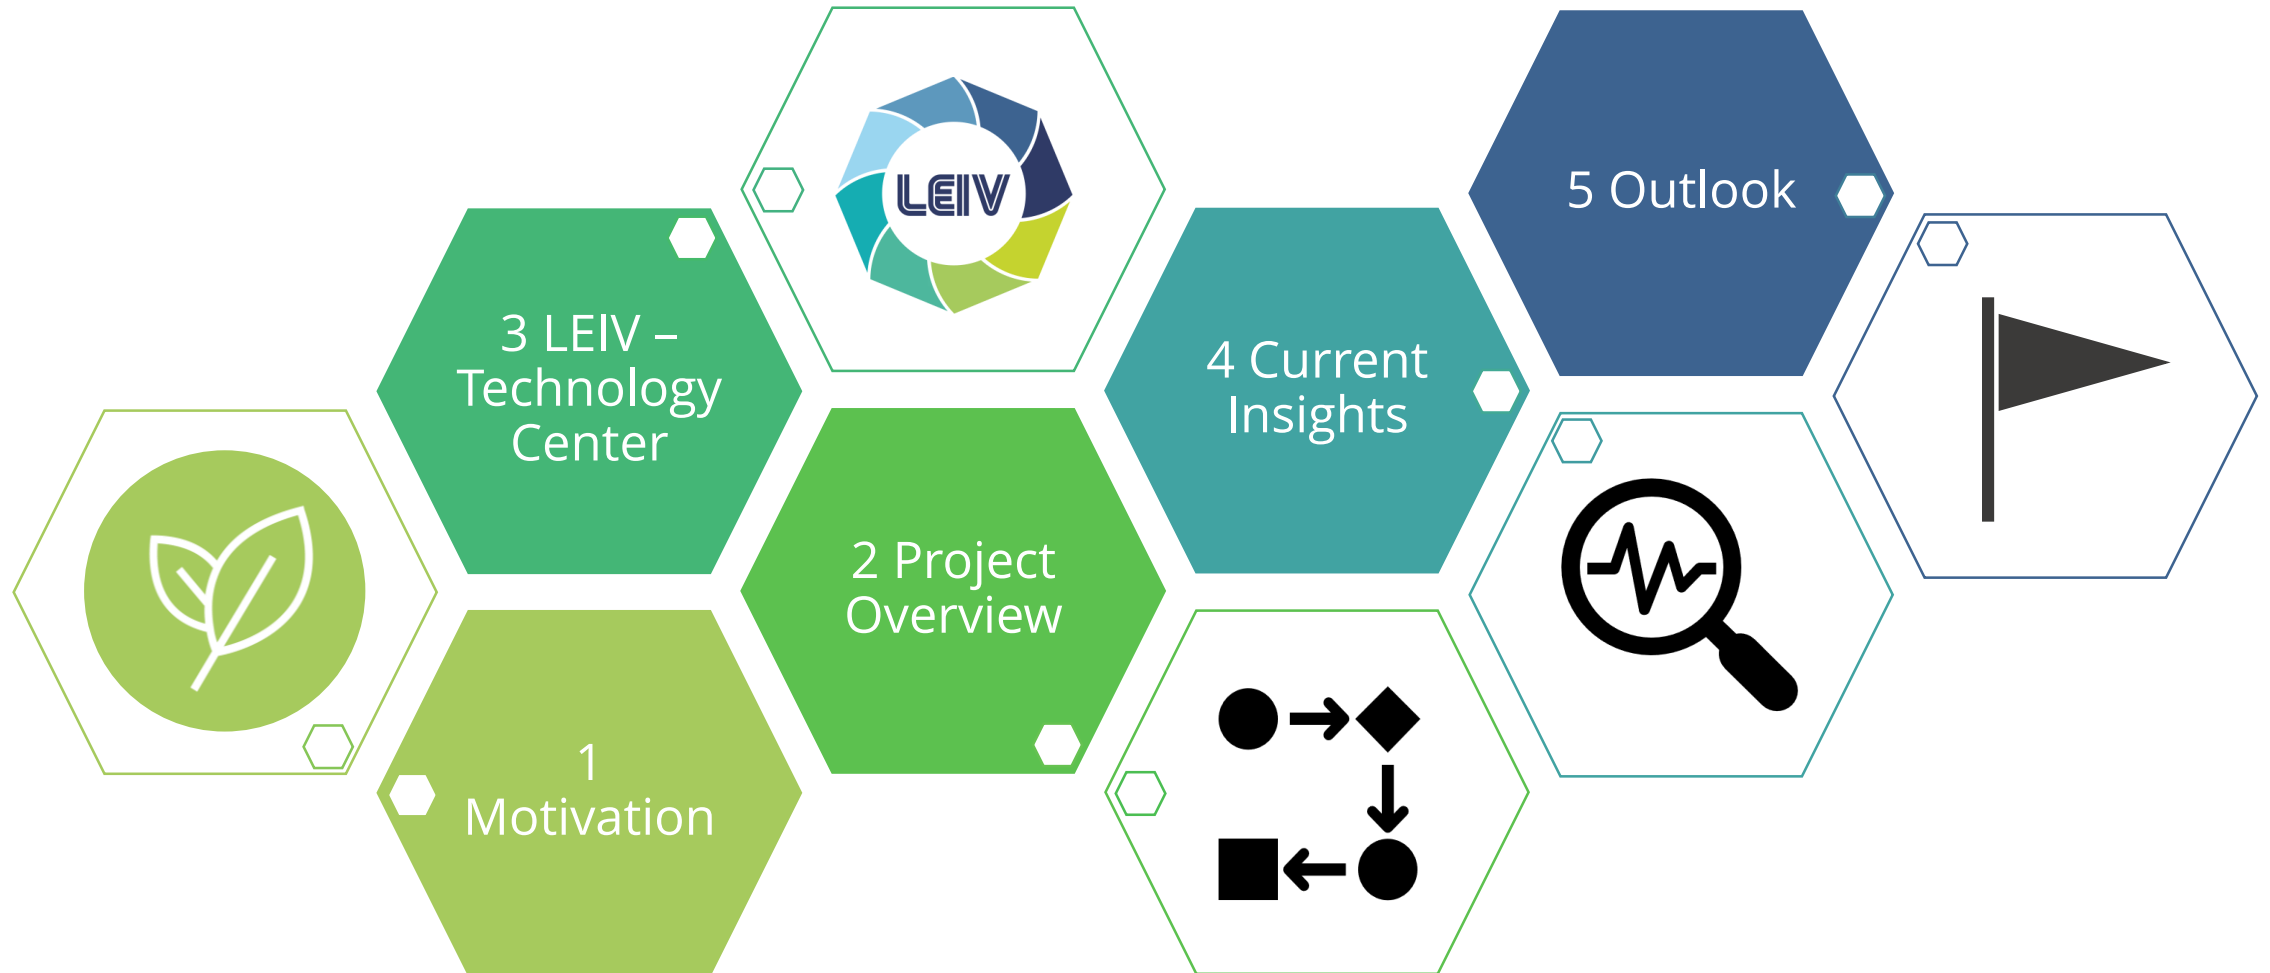 1
Motivation
2 Project
Overview
3 LEIV –
Technology
Center
LEIV
4 Current
Insights
5 Outlook